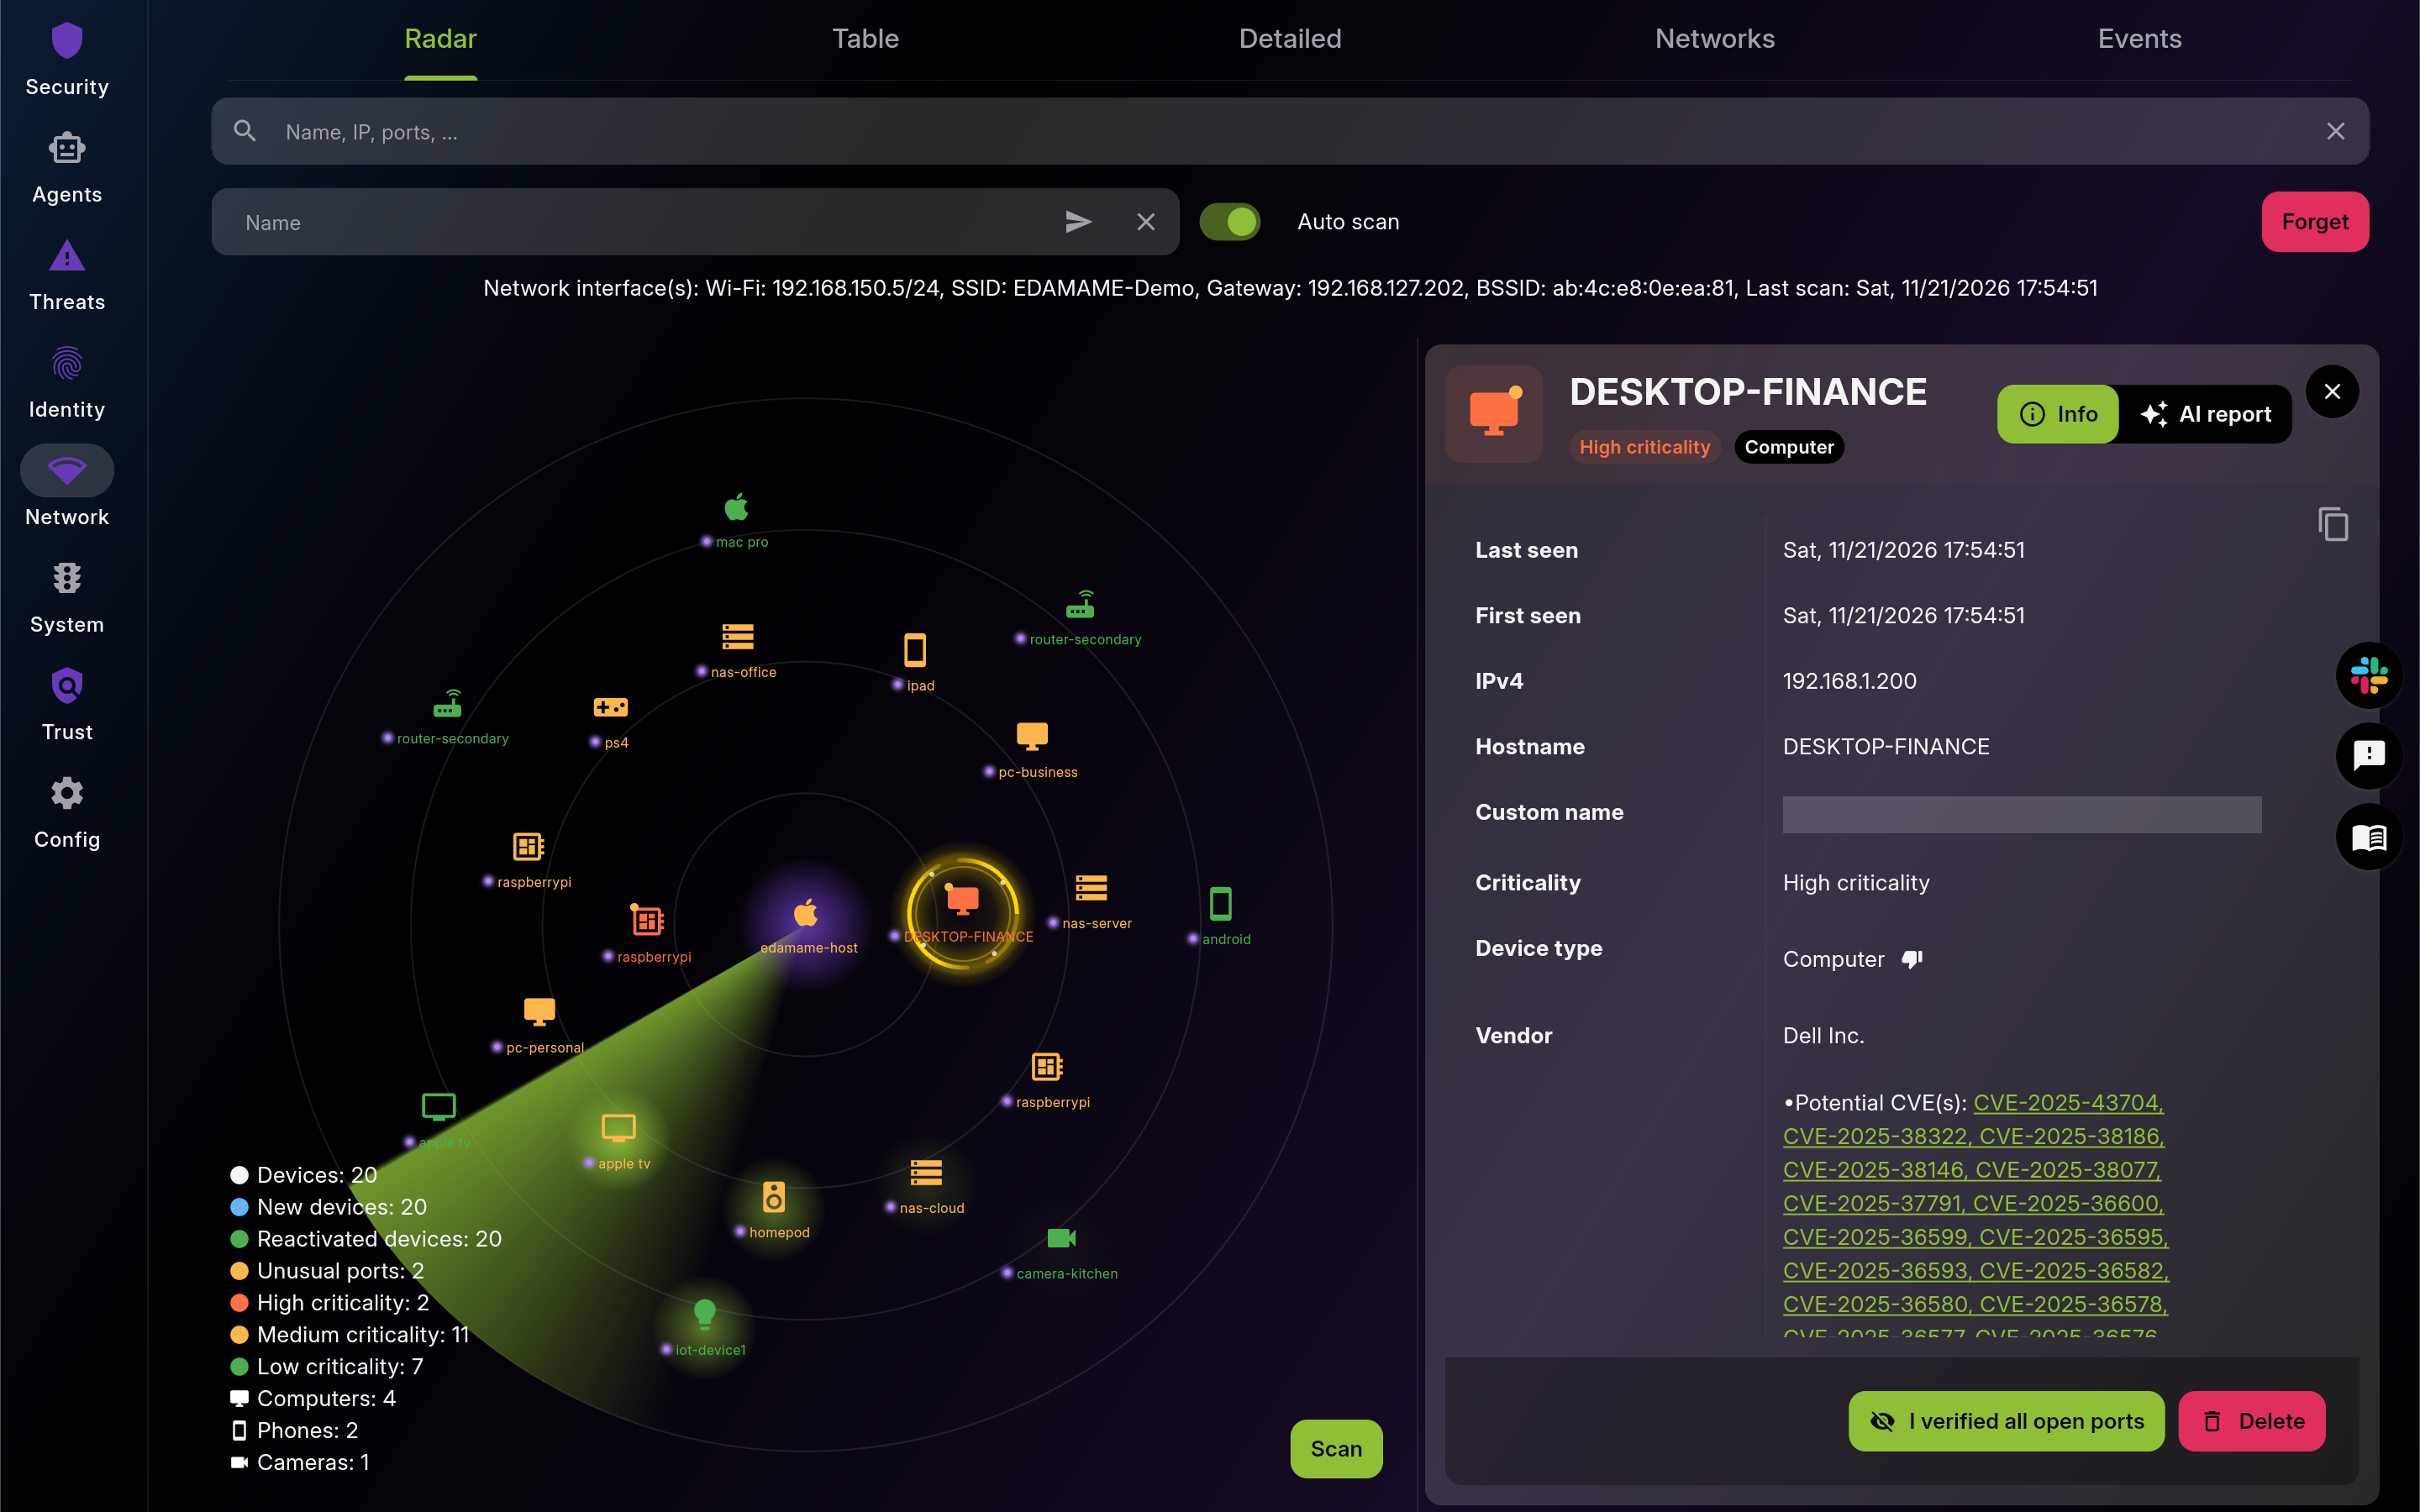 Security
Agents
Threats
Identity
Network
System
Trust
Config
Radar
Table
Detailed
Networks
Events
Name, IP, ports, ...
Name
Auto scan
Forget
Network interface(s): Wi-Fi: 192.168.150.5/24, SSID: EDAMAME-Demo, Gateway: 192.168.127.202, BSSID: ab:4c:e8:0e:ea:81, Last scan: Sat, 11/21/2026 17:54:51
mac pro
router-secondary
nas-office
ipad
router-secondary
ps4
pc-business
raspberrypi
nas-server
DESKTOP-FINANCE
android
edamame-host
raspberrypi
pc-personal
raspberrypi
apple tv
apple tv
nas-cloud
homepod
camera-kitchen
iot-device1
Devices: 20
New devices: 20
Reactivated devices: 20
Unusual ports: 2
High criticality: 2
Medium criticality: 11
Low criticality: 7
Computers: 4
Phones: 2
Cameras: 1
Scan
DESKTOP-FINANCE
High criticality
Computer
Info
AI report
Last seen
Sat, 11/21/2026 17:54:51
First seen
Sat, 11/21/2026 17:54:51
IPv4
192.168.1.200
Hostname
DESKTOP-FINANCE
Custom name
Criticality
High criticality
Device type
Computer
Vendor
Dell Inc.
•Potential CVE(s): CVE-2025-43704,
CVE-2025-38322, CVE-2025-38186,
CVE-2025-38146, CVE-2025-38077,
CVE-2025-37791, CVE-2025-36600,
CVE-2025-36599, CVE-2025-36595,
CVE-2025-36593, CVE-2025-36582,
CVE-2025-36580, CVE-2025-36578,
CVE-2025-36577, CVE-2025-36576,
I verified all open ports
Delete